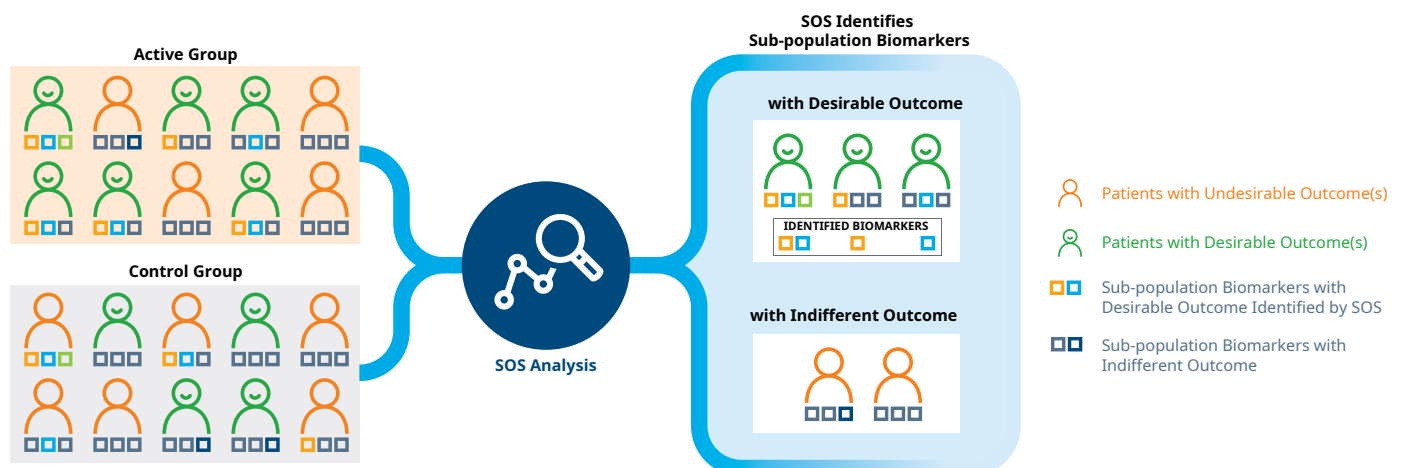 SOS Identifies
Sub-population Biomarkers
Active Group
with Desirable Outcome
IDENTIFIED BIOMARKERS
Patients with Undesirable Outcome(s)
Patients with Desirable Outcome(s)
Control Group
Sub-population Biomarkers with
Desirable Outcome Identified by SOS
with Indifferent Outcome
Sub-population Biomarkers with
Indifferent Outcome
SOS Analysis